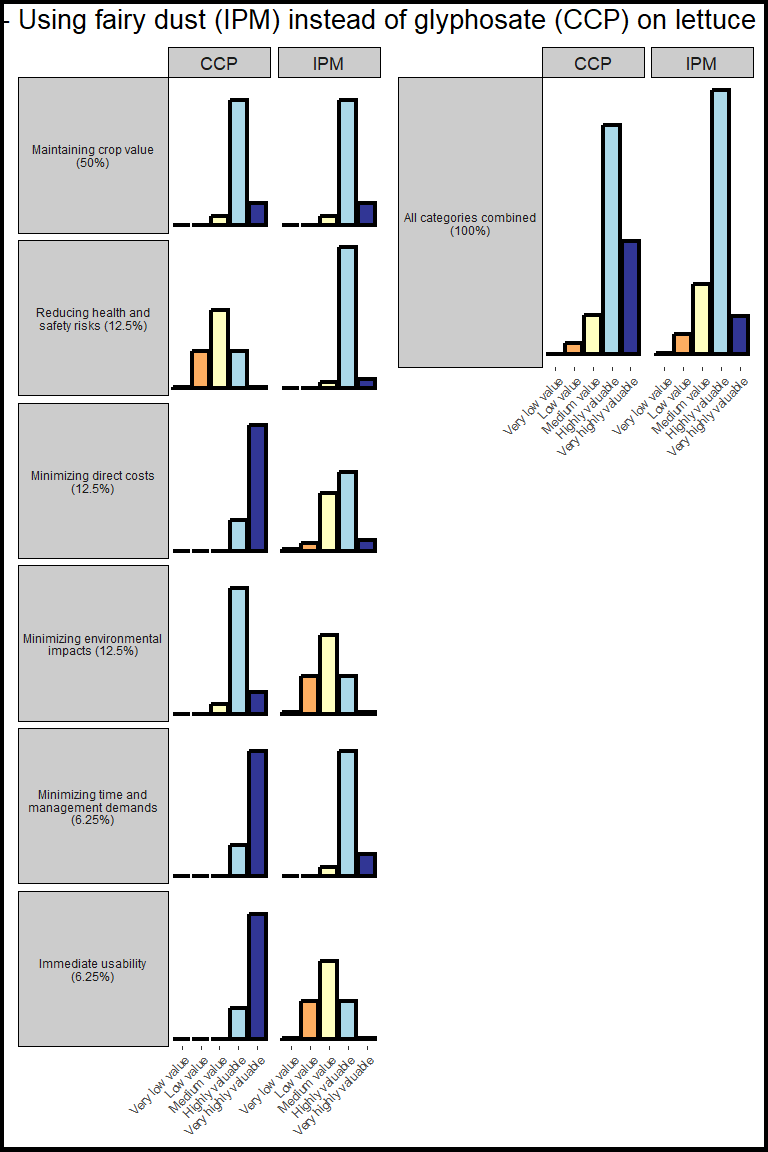 - Using fairy dust (IPM) instead of glyphosate (CCP) on lettuce
CCP
IPM
Maintaining crop value
(50%)
Reducing health and
safety risks (12.5%)
Minimizing direct costs
(12.5%)
Minimizing environmental
impacts (12.5%)
Minimizing time and
management demands
(6.25%)
Immediate usability
(6.25%)
Very low value
Low value
Medium value
Highly valuable
Very highly valuable
Very low value
Low value
Medium value
Highly valuable
Very highly valuable
CCP
IPM
All categories combined
(100%)
Very low value
Low value
Medium value
Highly valuable
Very highly valuable
Very low value
Low value
Medium value
Highly valuable
Very highly valuable